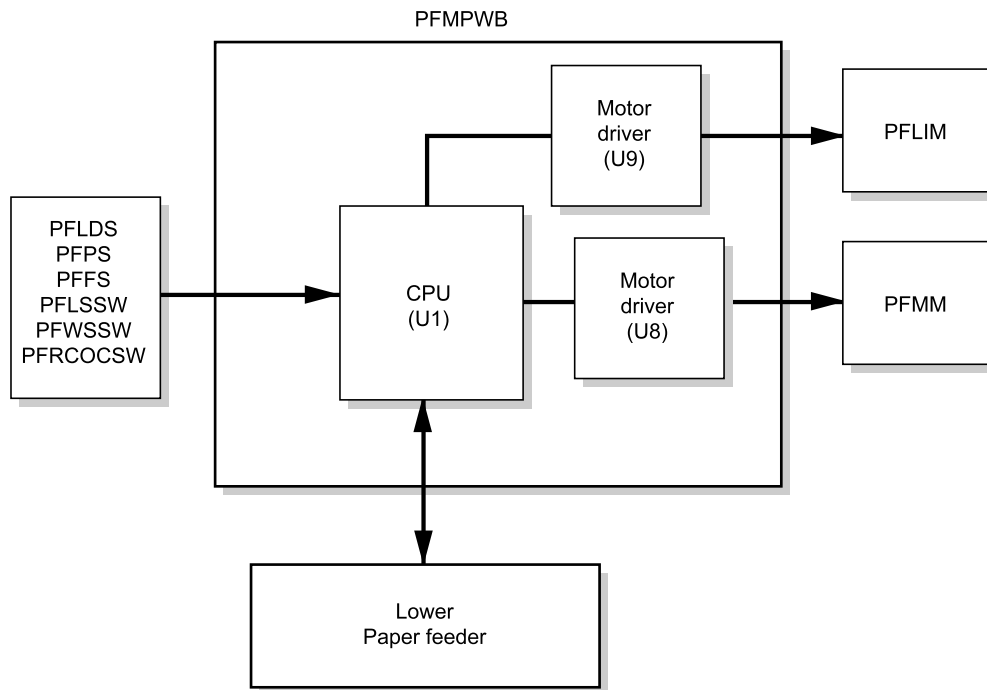 PFMPWB
Motor
driver
(U9)
PFLIM
PFLDS
PFPS
PFFS
PFLSSW
PFWSSW
PFRCOCSW
CPU
(U1)
Motor
driver
(U8)
PFMM
Lower
Paper feeder